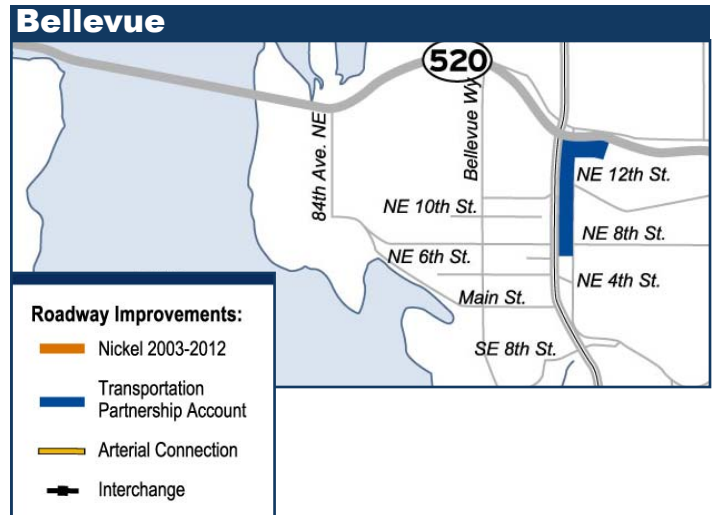 Bellevue
520
84th Ave. NE
Bellevue Wy
NE 12th St.
NE 10th St.
NE 8th St.
NE 6th St.
NE 4th St.
Main St.
SE 8th St.
Roadway Improvements:
Nickel 2003-2012
Transportation
Partnership Account
Arterial Connection
Interchange